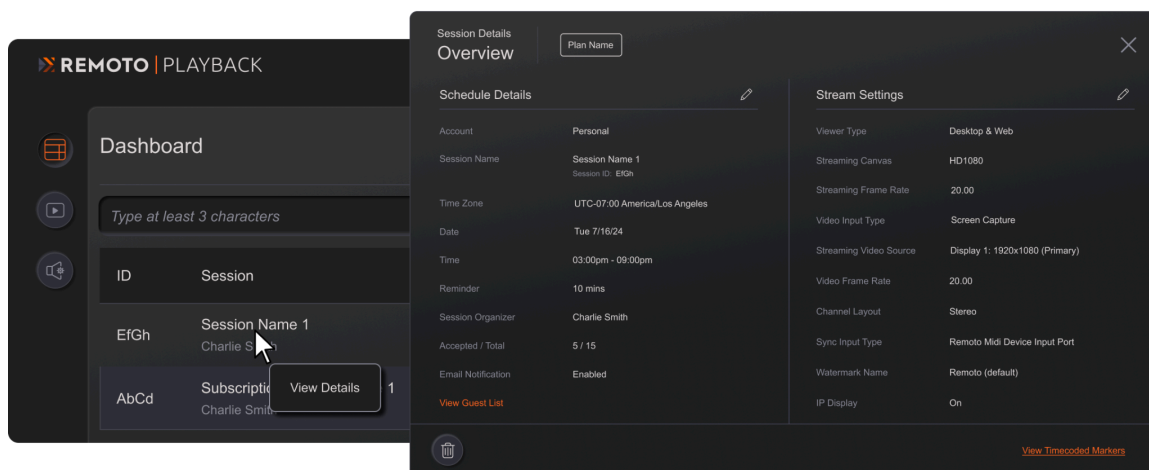 REMOTO | PLAYBACK
Dashboard
Type at least 3 characters
ID Session
EfGh Session Name 1
Charlie
View Details
AbCd 1
Charlie
Session Details
Overview
Plan Name
Schedule Details
Account Personal
Session Name Session Name 1
Session ID: EfGh
Time Zone UTC-07:00 America/Los Angeles
Date Tue 7/16/24
Time 03:00pm - 09:00pm
Reminder 10 mins
Session Organizer Charlie Smith
Accepted / Total 5 / 15
Email Notification Enabled
View Guest List
Stream Settings
Viewer Type Desktop & Web
Streaming Canvas HD1080
Streaming Frame Rate 20.00
Video Input Type Screen Capture
Streaming Video Source Display 1: 1920x1080 (Primary)
Video Frame Rate 20.00
Channel Layout Stereo
Sync Input Type Remoto Midi Device Input Port
Watermark Name Remoto (default)
IP Display On
View Timecoded Markers